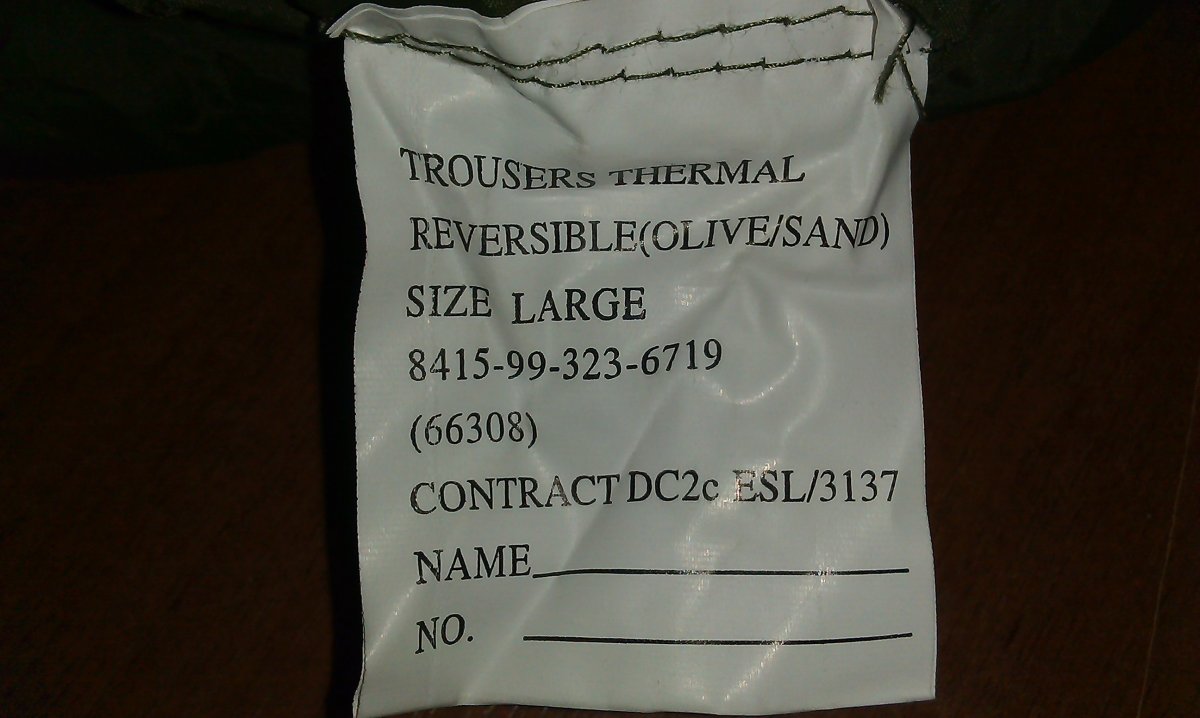 TROUSERS THERMAL
REVERSIBLE(OLIVE/SAND)
SIZE LARGE
8415-99-323-6719
(66308)
CONTRACT DC2c ESL/3137
NAME
NO.